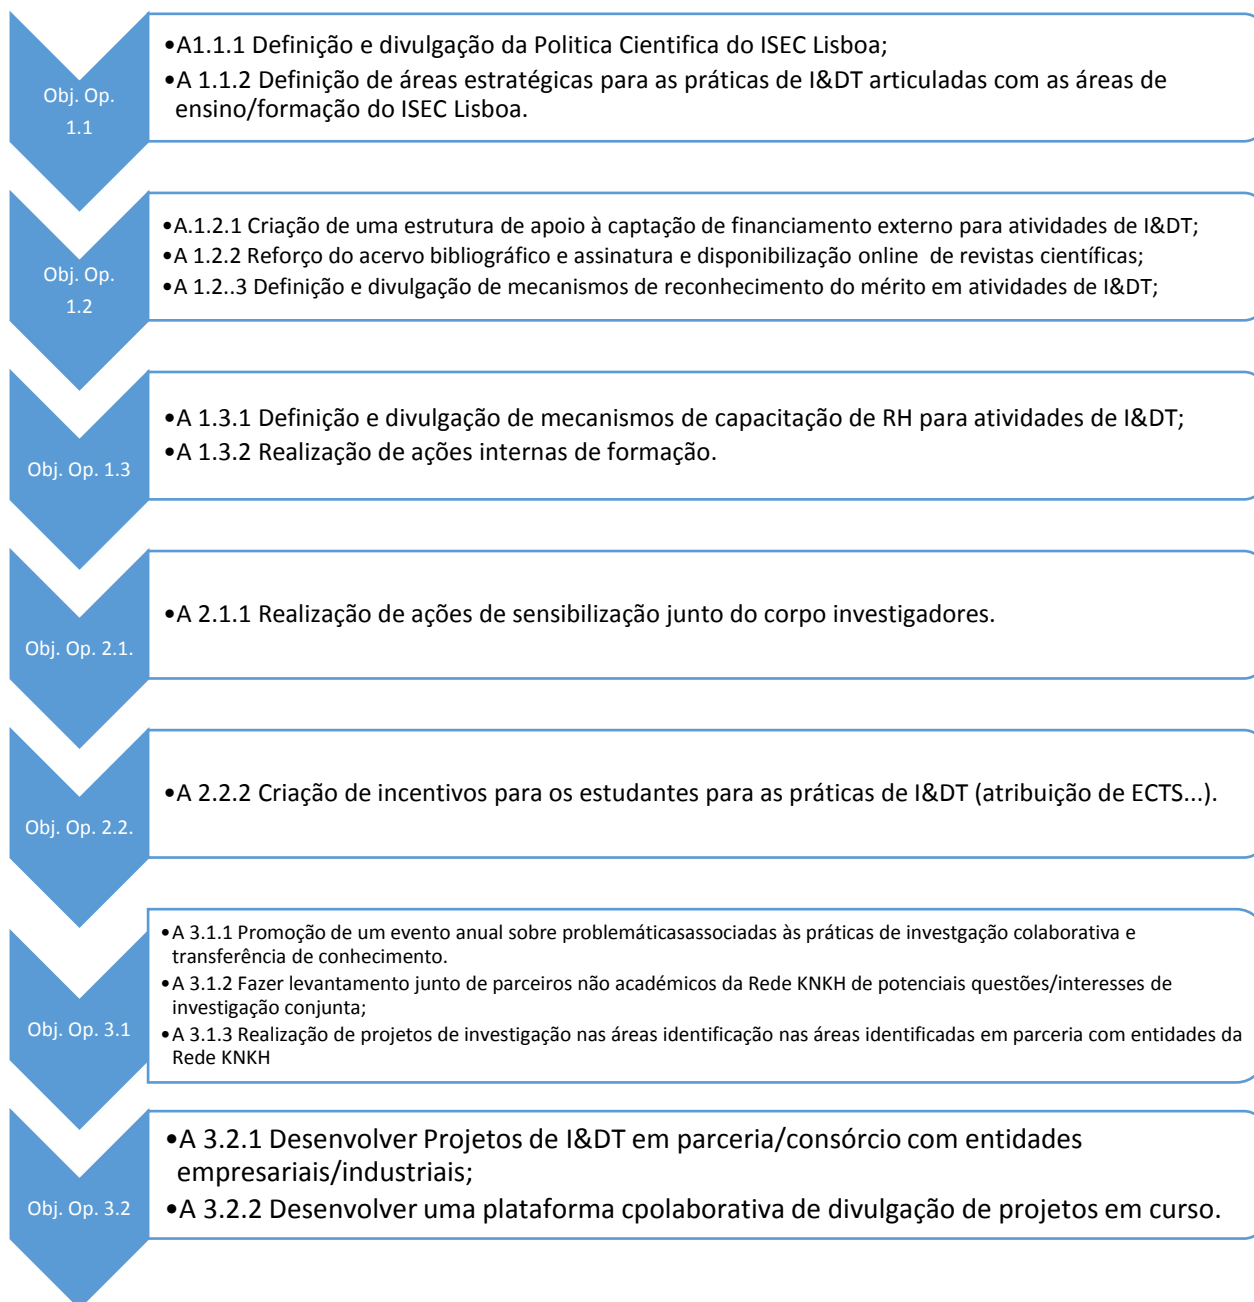 Obj. Op.
1.1
•A1.1.1 Definição e divulgação da Politica Cientifica do ISEC Lisboa;
•A 1.1.2 Definição de áreas estratégicas para as práticas de I&DT articuladas com as áreas de
ensino/formação do ISEC Lisboa.
Obj. Op.
1.2
•A.1.2.1 Criação de uma estrutura de apoio à captação de financiamento externo para atividades de I&DT;
•A 1.2.2 Reforço do acervo bibliográfico e assinatura e disponibilização online  de revistas científicas;
•A 1.2..3 Definição e divulgação de mecanismos de reconhecimento do mérito em atividades de I&DT;
Obj. Op. 1.3
•A 1.3.1 Definição e divulgação de mecanismos de capacitação de RH para atividades de I&DT;
•A 1.3.2 Realização de ações internas de formação.
Obj. Op. 2.1.
•A 2.1.1 Realização de ações de sensibilização junto do corpo investigadores.
Obj. Op. 2.2.
•A 2.2.2 Criação de incentivos para os estudantes para as práticas de I&DT (atribuição de ECTS...).
Obj. Op. 3.1
•A 3.1.1 Promoção de um evento anual sobre problemáticasassociadas às práticas de investgação colaborativa e
transferência de conhecimento.
•A 3.1.2 Fazer levantamento junto de parceiros não académicos da Rede KNKH de potenciais questões/interesses de
investigação conjunta;
•A 3.1.3 Realização de projetos de investigação nas áreas identificação nas áreas identificadas em parceria com entidades da
Rede KNKH
Obj. Op. 3.2
•A 3.2.1 Desenvolver Projetos de I&DT em parceria/consórcio com entidades
empresariais/industriais;
•A 3.2.2 Desenvolver uma plataforma cpolaborativa de divulgação de projetos em curso.